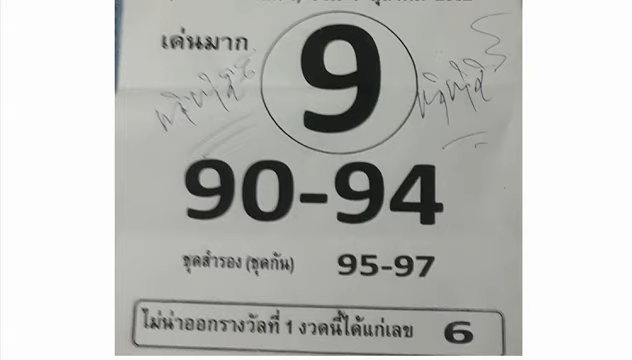 เด่นมาก
9
90-94
ชุดสำรอง (ชุดกัน) 95-97
ไม่น่าออกรางวัลที่ 1 งวดนี้ได้แก่เลข 6